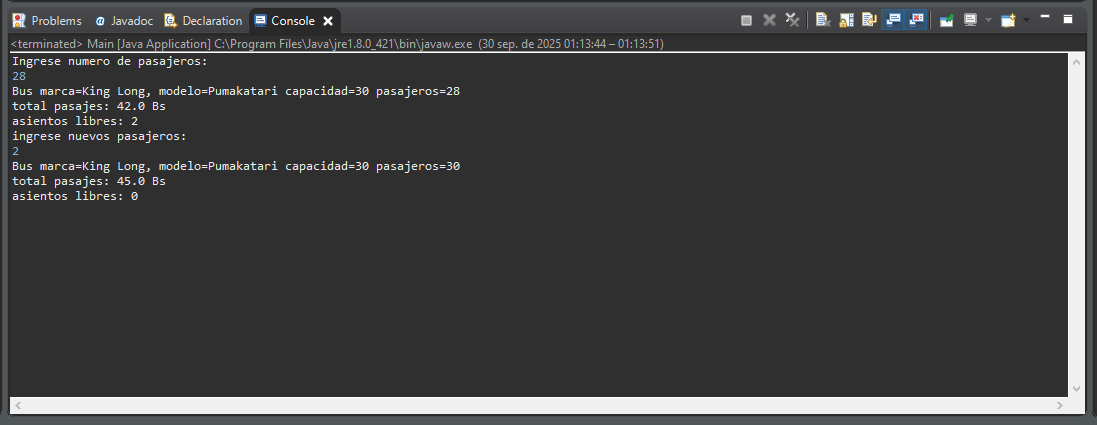 Problems Javadoc Declaration Console
<terminated> Main [Java Application] C:\Program Files\Java\jre1.8.0_421\bin\javaw.exe (30 sep. de 2025 01:13:44 – 01:13:51)
Ingrese numero de pasajeros:
28
Bus marca=King Long, modelo=Pumakatari capacidad=30 pasajeros=28
total pasajes: 42.0 Bs
asientos libres: 2
ingrese nuevos pasajeros:
2
Bus marca=King Long, modelo=Pumakatari capacidad=30 pasajeros=30
total pasajes: 45.0 Bs
asientos libres: 0